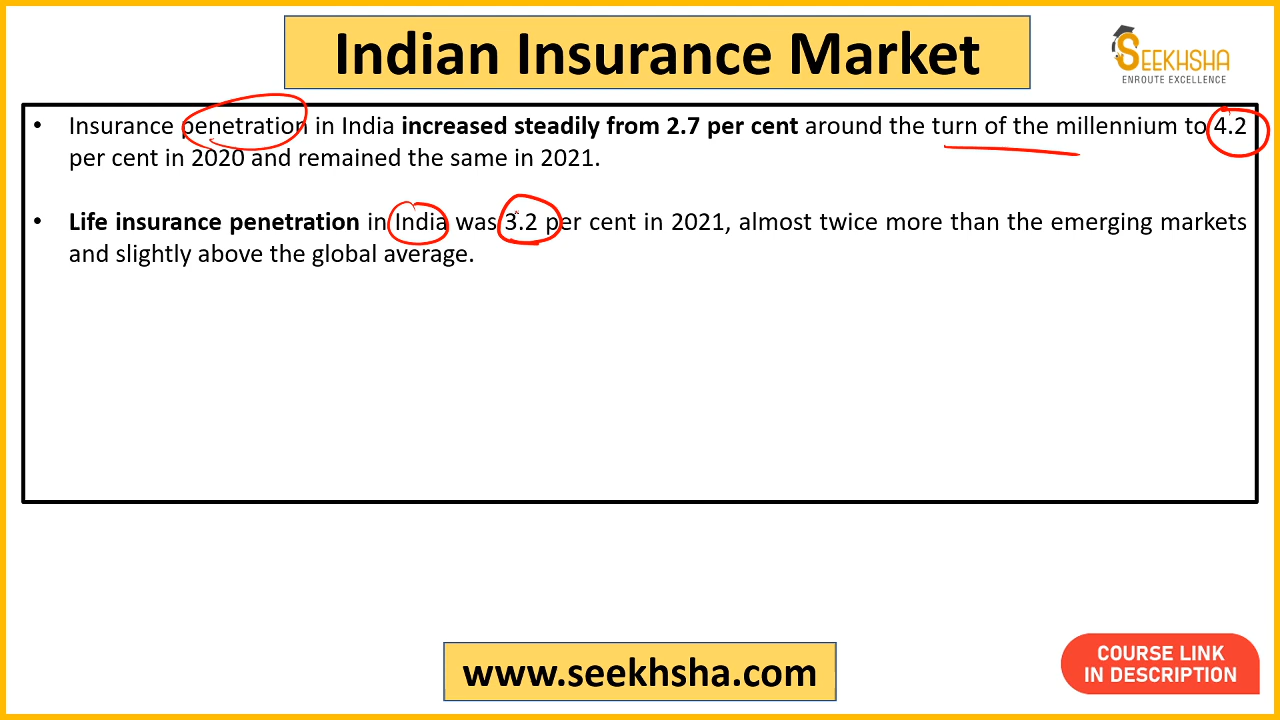 Indian Insurance Market
SEEKHSHA
ENROUTE EXCELLENCE
• Insurance penetration in India increased steadily from 2.7 per cent around the turn of the millennium to 4.2
per cent in 2020 and remained the same in 2021.
• Life insurance penetration in India was 3.2 per cent in 2021, almost twice more than the emerging markets
and slightly above the global average.
www.seekhsha.com
COURSE LINK
IN DESCRIPTION